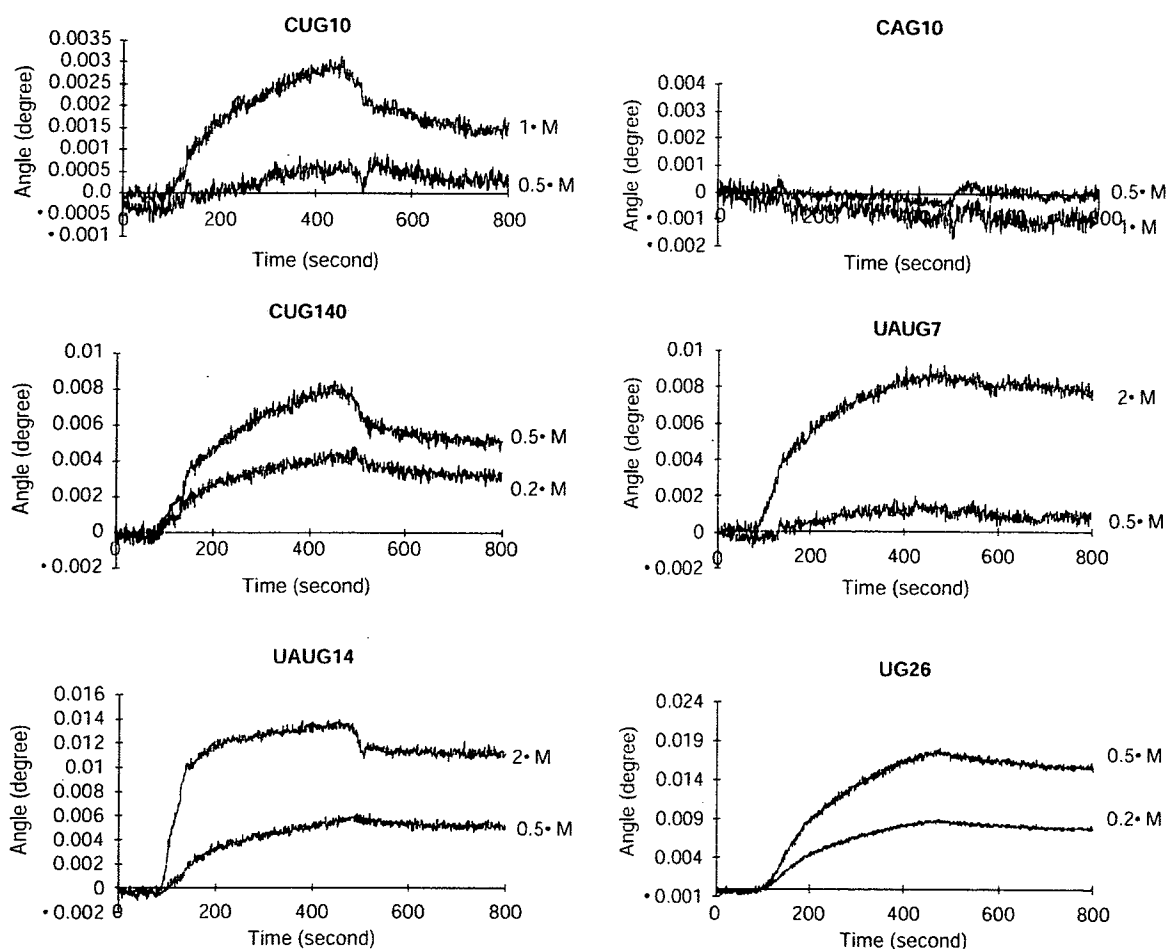 CUG10
0.0035
0.003
0.0025
0.002
0.0015
0.001
0.0005
0.0
•0.0005
•0.001
Angle (degree)
0 200 400 600 800
Time (second)
1•M
0.5•M
CAG10
0.004
0.003
0.002
0.001
0
•0.001
•0.002
Angle (degree)
0 200 400 600 800
Time (second)
0.5•M
1•M
CUG140
0.01
0.008
0.006
0.004
0.002
0
•0.002
Angle (degree)
0 200 400 600 800
Time (second)
0.5•M
0.2•M
UAUG7
0.01
0.008
0.006
0.004
0.002
0
•0.002
Angle (degree)
0 200 400 600 800
Time (second)
2•M
0.5•M
UAUG14
0.016
0.014
0.012
0.010
0.008
0.006
0.004
0.002
0
•0.002
Angle (degree)
0 200 400 600 800
Time (second)
2•M
0.5•M
UG26
0.024
0.019
0.014
0.009
0.004
•0.001
Angle (degree)
0 200 400 600 800
Time (second)
0.5•M
0.2•M